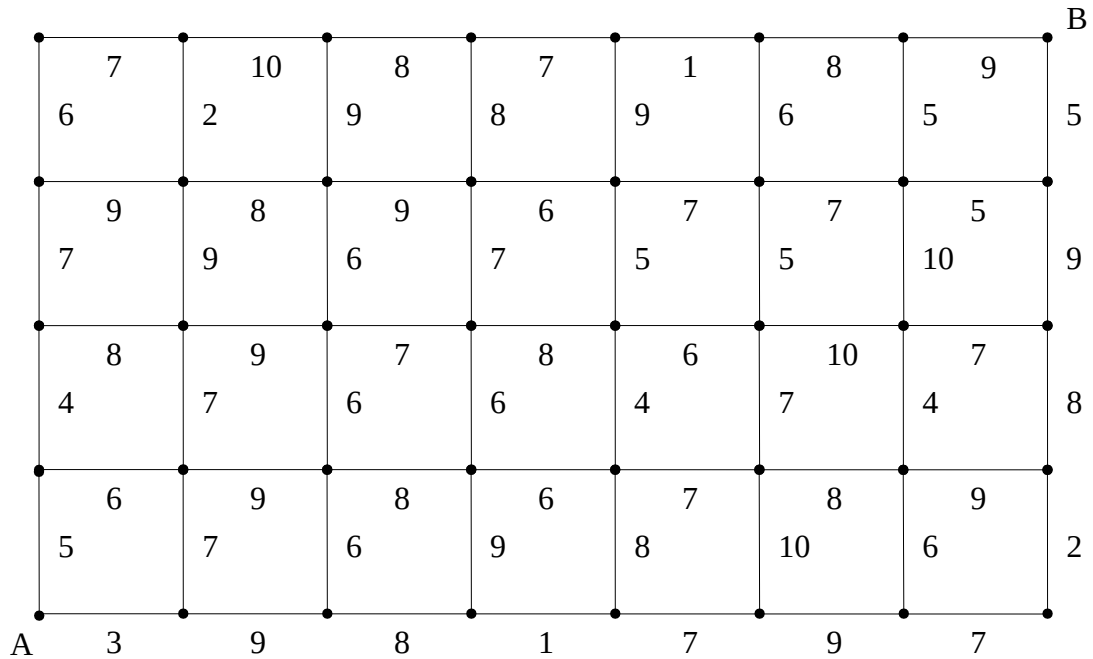 B
7 10 8 7 1 8 9
6 2 9 8 9 6 5 5
9 8 9 6 7 7 5
7 9 6 7 5 5 10 9
8 9 7 8 6 10 7
4 7 6 6 4 7 4 8
6 9 8 6 7 8 9
5 7 6 9 8 10 6 2
A 3 9 8 1 7 9 7